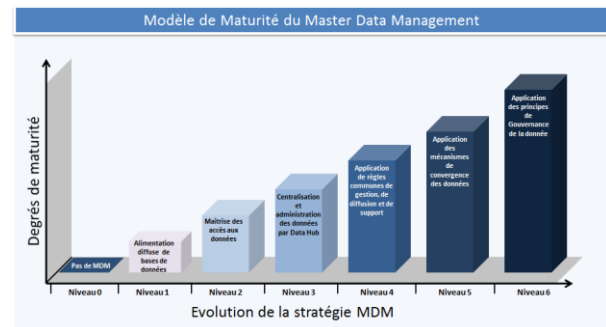 Modèle de Maturité du Master Data Management
Degrés de maturité
Pas de MDM
Alimentation
diffuse de
bases de
données
Maitrise des
accès aux
données
Centralisation
et
administration
des données
par Data Hub
Application
de règles
communes de
gestion, de
diffusion et de
support
Application
des
mécanismes
de
convergence
des données
Application
des principes
de
Gouvernance
de la donnée
Niveau 0
Niveau 1
Niveau 2
Niveau 3
Niveau 4
Niveau 5
Niveau 6
Evolution de la stratégie MDM